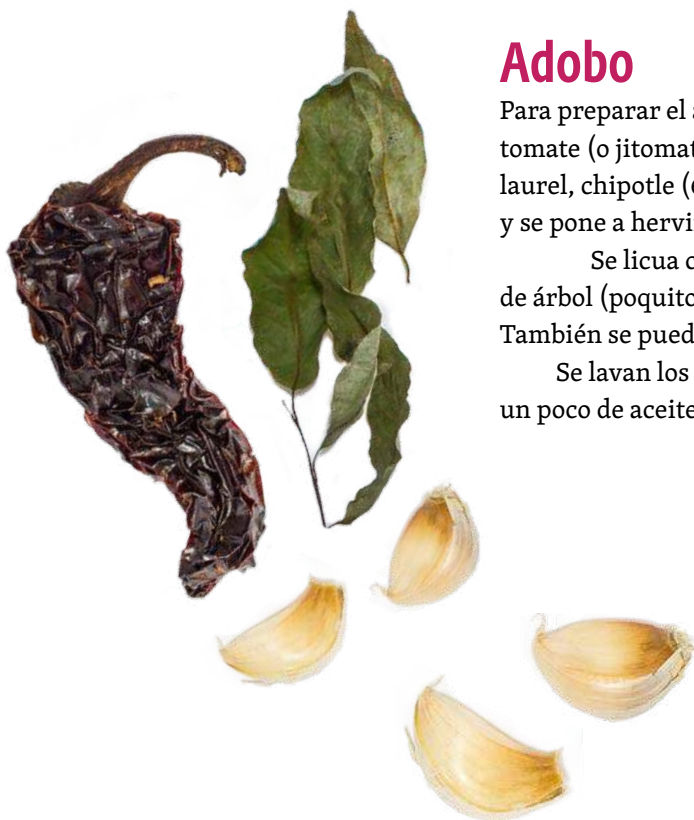 Adobo
Para preparar el
tomate (o jitomat
laurel, chipotle (
y se pone a hervi
Se licua
de árbol (poquito
También se pued
Se lavan los
un poco de aceite